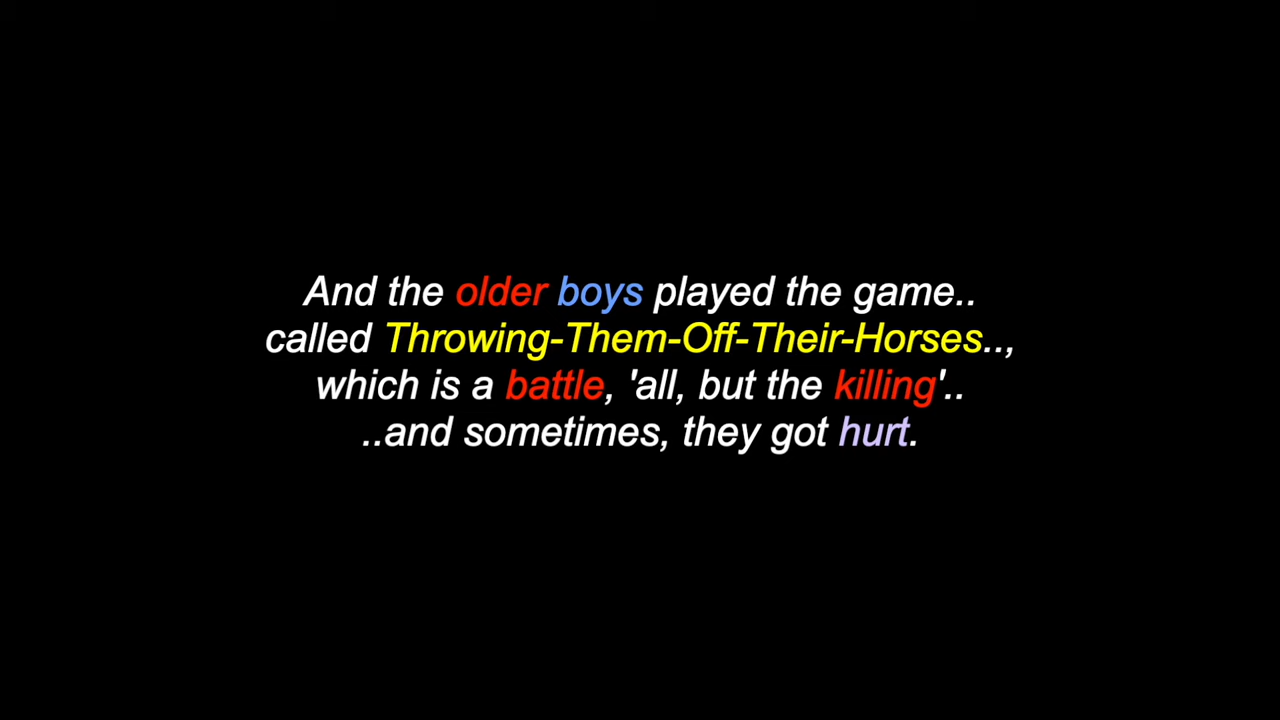 And the older boys played the game..
called Throwing-Them-Off-Their-Horses..,
which is a battle, 'all, but the killing'..
..and sometimes, they got hurt.